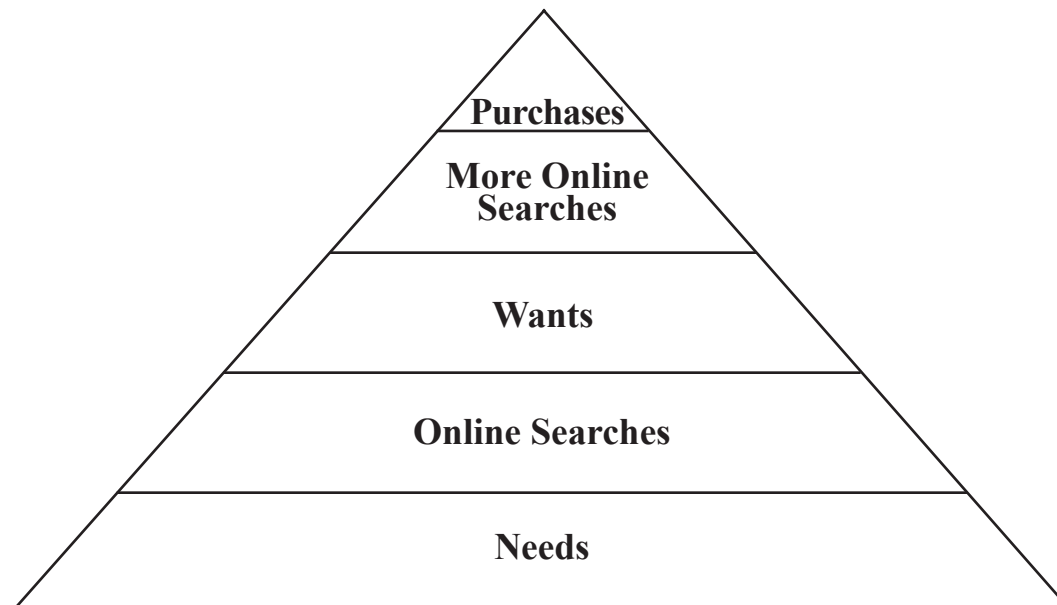 Purchases
More Online
Searches
Wants
Online Searches
Needs